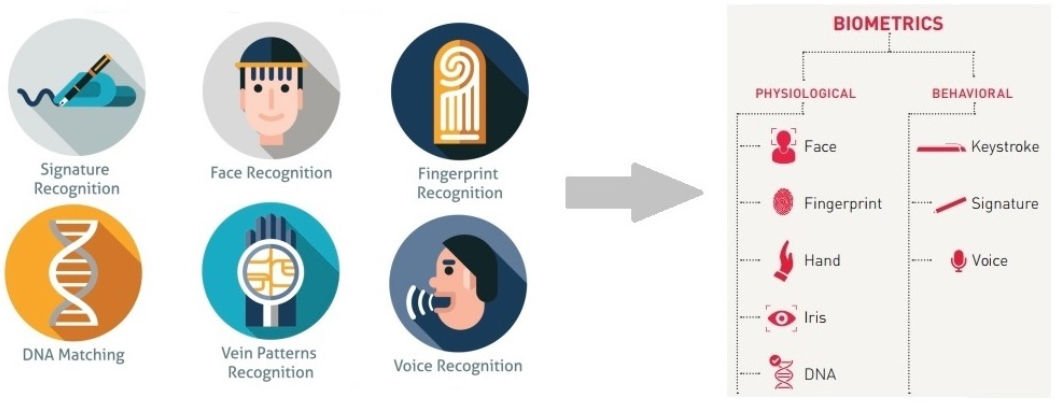 Signature
Recognition
Face Recognition
Fingerprint
Recognition
DNA Matching
Vein Patterns
Recognition
Voice Recognition
BIOMETRICS
PHYSIOLOGICAL
Face
Fingerprint
Hand
Iris
DNA
BEHAVIORAL
Keystroke
Signature
Voice